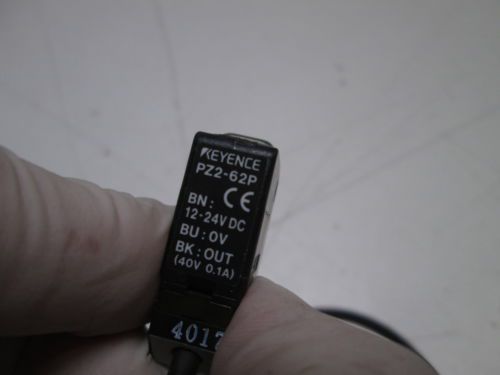 KEYENCE
PZ2-62P
BN: CE
12-24V DC
BU: 0V
BK: OUT
(40V 0.1A)